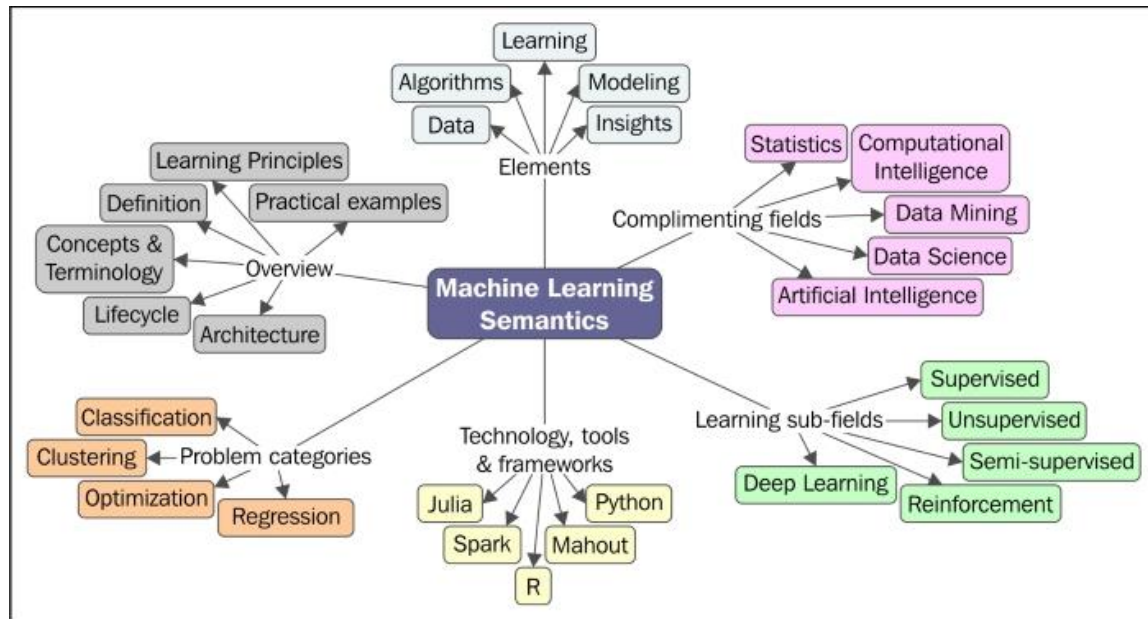 Learning
Algorithms
Modeling
Data
Insights
Elements
Statistics
Computational
Intelligence
Complimenting fields
Data Mining
Data Science
Artificial Intelligence
Learning Principles
Definition
Practical examples
Concepts &
Terminology
Overview
Lifecycle
Architecture
Machine Learning
Semantics
Classification
Clustering
Problem categories
Optimization
Regression
Technology, tools
& frameworks
Julia
Python
Spark
Mahout
R
Supervised
Learning sub-fields
Unsupervised
Semi-supervised
Deep Learning
Reinforcement